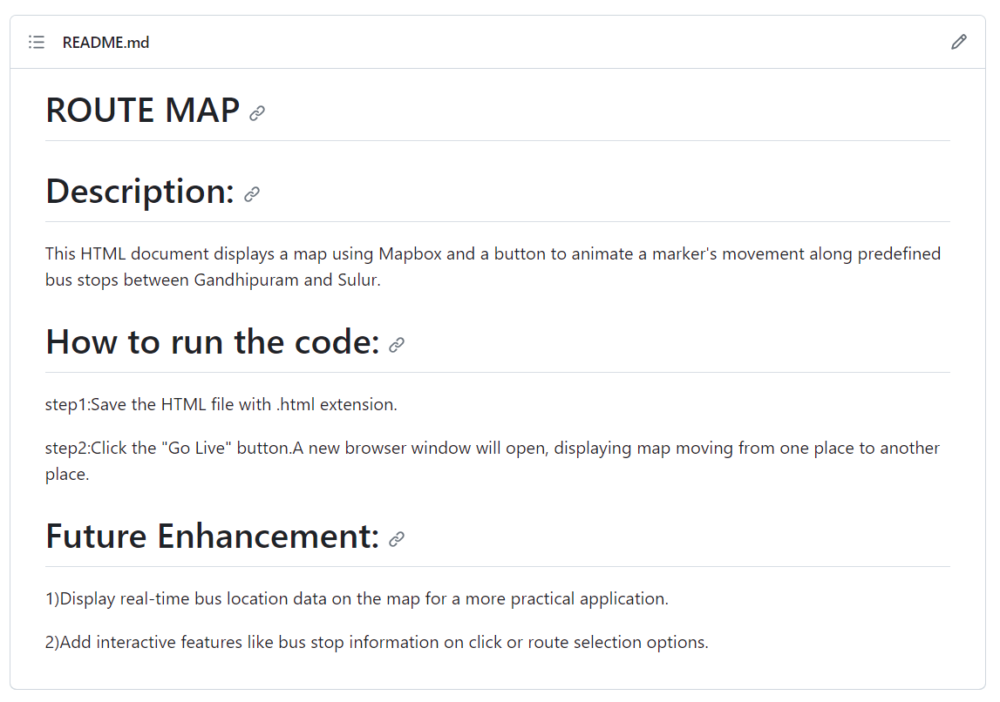 README.md
ROUTE MAP
Description:
This HTML document displays a map using Mapbox and a button to animate a marker's movement along predefined
bus stops between Gandhipuram and Sulur.
How to run the code:
step1:Save the HTML file with .html extension.
step2:Click the "Go Live" button.A new browser window will open, displaying map moving from one place to another
place.
Future Enhancement:
1)Display real-time bus location data on the map for a more practical application.
2)Add interactive features like bus stop information on click or route selection options.